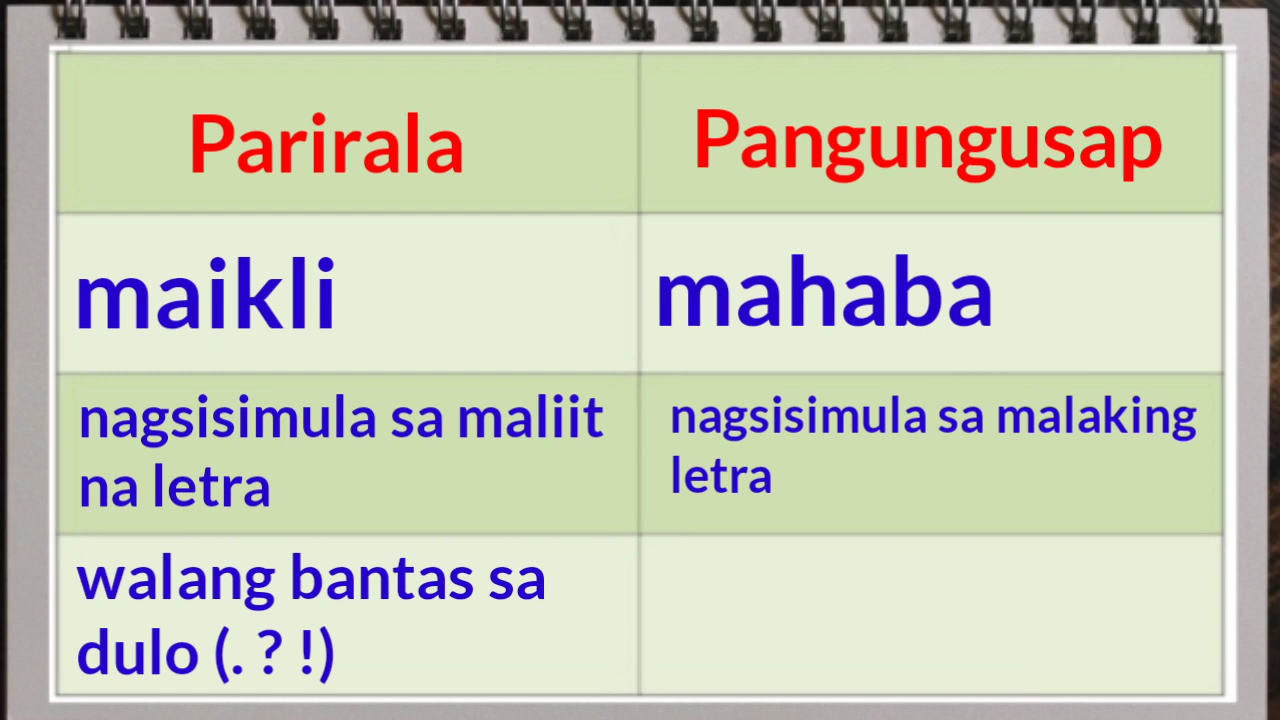 Parirala
Pangungusap
maikli
mahaba
nagsisimula sa maliit
na letra
nagsisimula sa malaking
letra
walang bantas sa
dulo (. ? !)